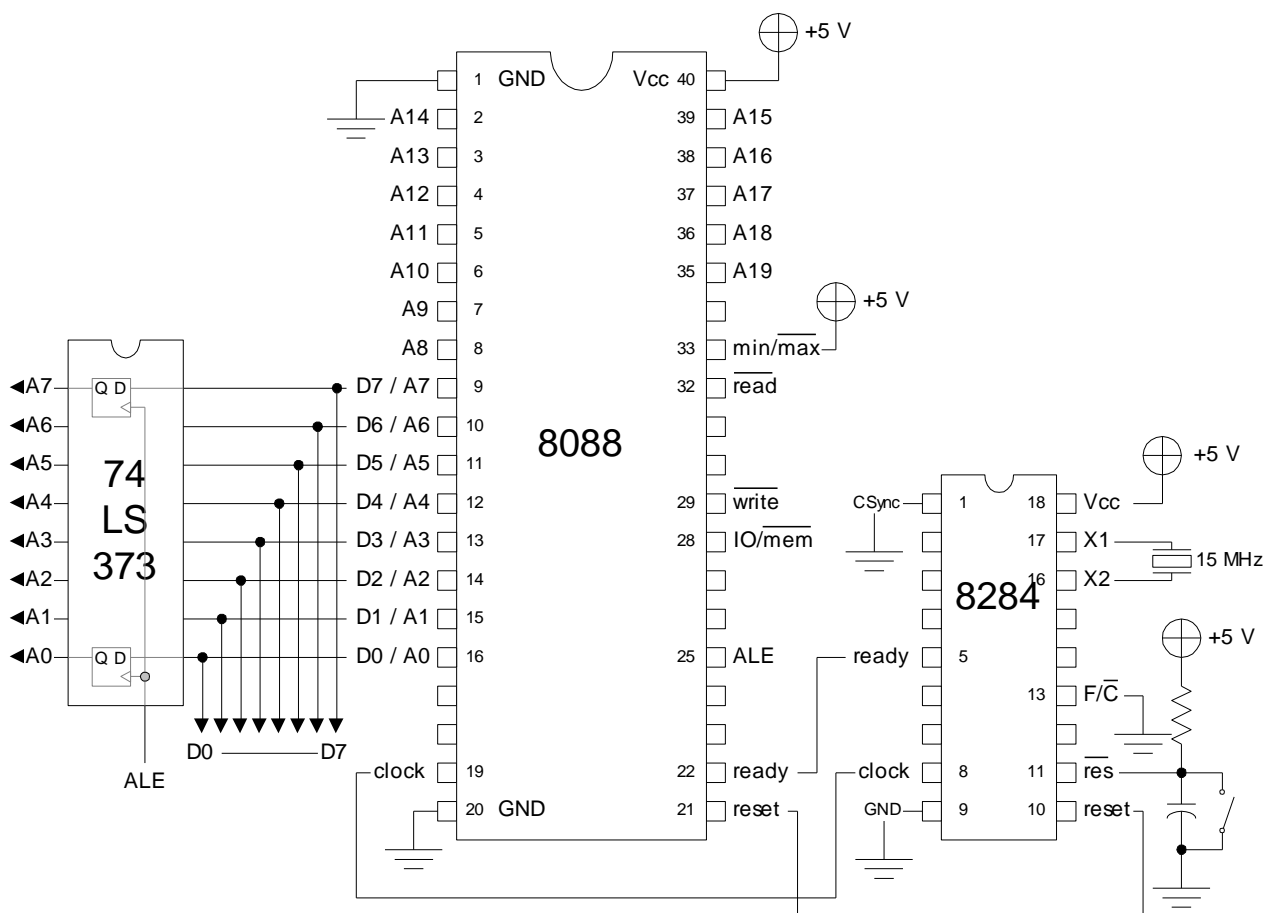 +5 V
1 GND
Vcc 40
A14 2
39 A15
A13 3
38 A16
A12 4
37 A17
A11 5
36 A18
A10 6
35 A19
A9 7
+5 V
A8 8
33 min/max
A7
Q D
D7 / A7 9
32 read
A6
D6 / A6 10
8088
A5
D5 / A5 11
+5 V
74
LS
373
A4
D4 / A4 12
29 write
CSync 1
18 Vcc
A3
D3 / A3 13
28 IO/mem
17 X1
15 MHz
A2
D2 / A2 14
16 X2
8284
A1
D1 / A1 15
+5 V
A0
Q D
D0 / A0 16
25 ALE
ready 5
13 F/C
D0
D7
ALE
clock 19
22 ready
clock 8
11 res
20 GND
21 reset
GND 9
10 reset